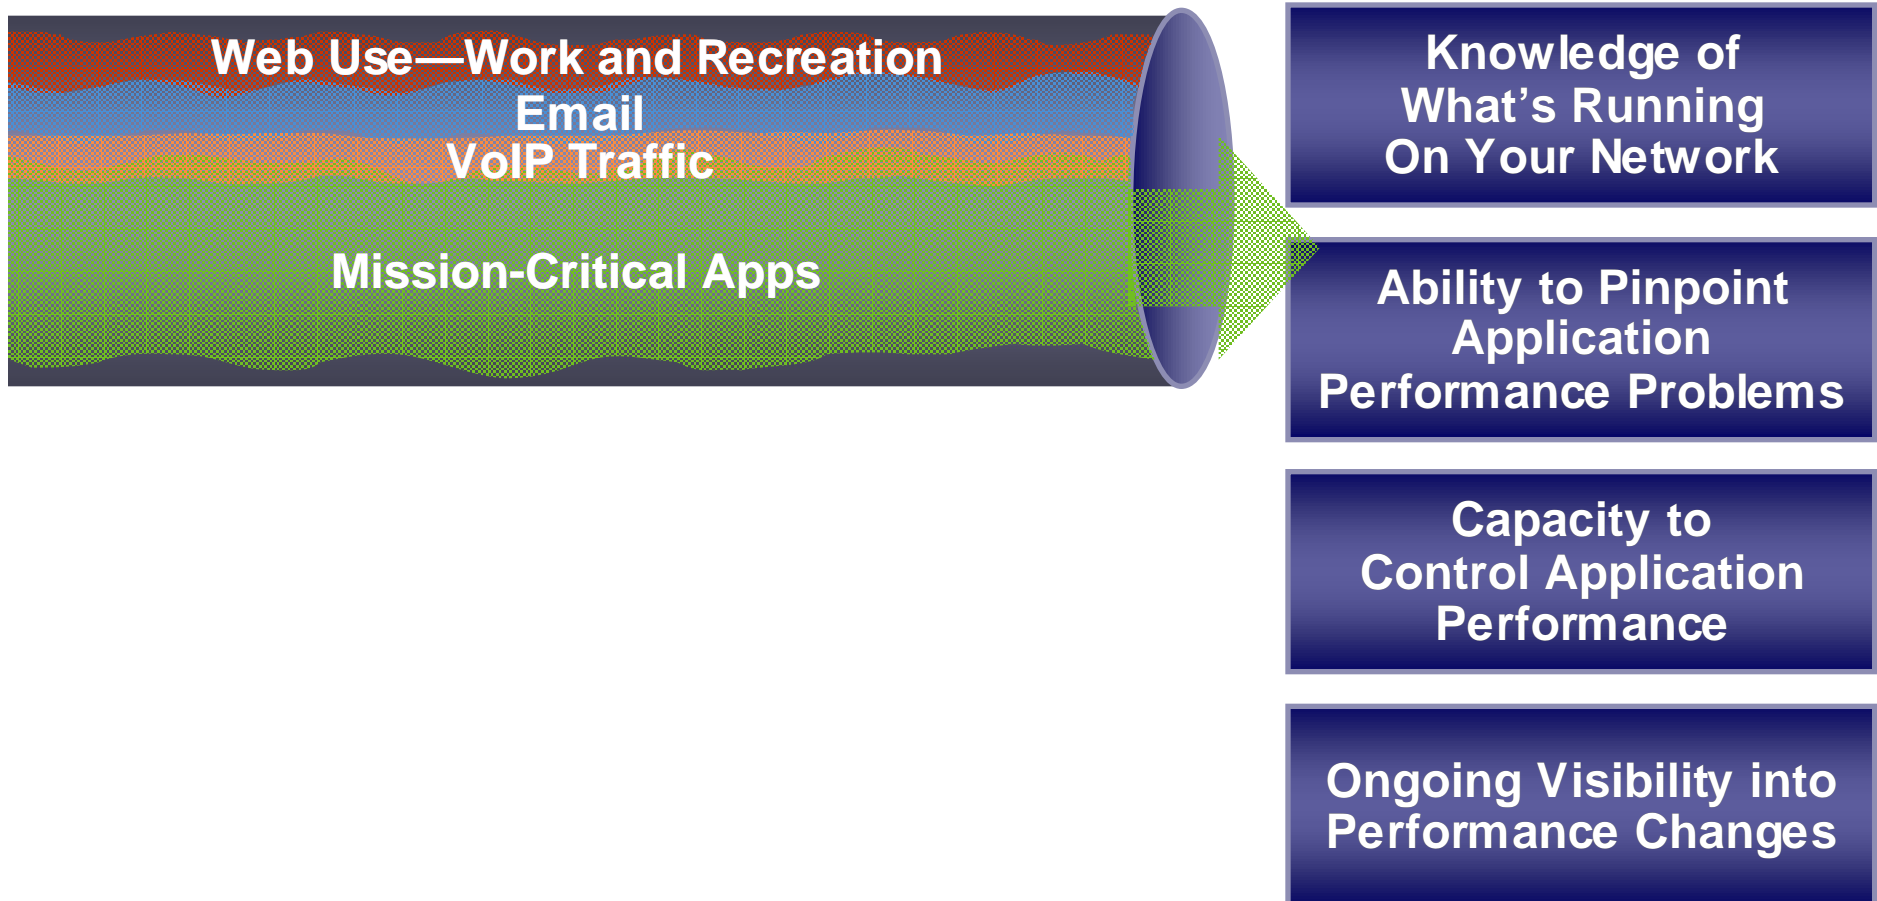 Web Use—Work and Recreation
Email
VoIP Traffic
Mission-Critical Apps
Knowledge of
What’s Running
On Your Network
Ability to Pinpoint
Application
Performance Problems
Capacity to
Control Application
Performance
Ongoing Visibility into
Performance Changes